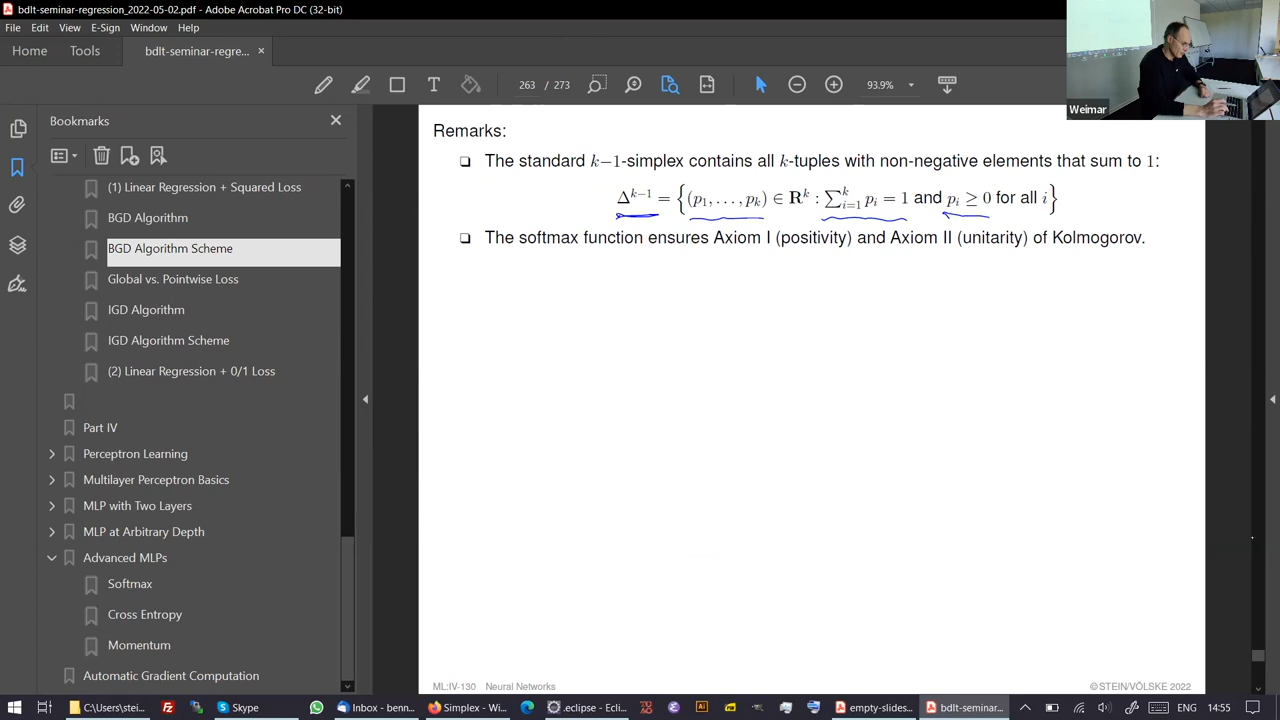 bdlt-seminar-regression_2022-05-02.pdf - Adobe Acrobat Pro DC (32-bit)
File Edit View E-Sign Window Help
Home Tools bdlt-seminar-regre... ×
263 / 273 93.9%
Weimar
Bookmarks
(1) Linear Regression + Squared Loss
BGD Algorithm
BGD Algorithm Scheme
Global vs. Pointwise Loss
IGD Algorithm
IGD Algorithm Scheme
(2) Linear Regression + 0/1 Loss
Part IV
Perceptron Learning
Multilayer Perceptron Basics
MLP with Two Layers
MLP at Arbitrary Depth
Advanced MLPs
Softmax
Cross Entropy
Momentum
Automatic Gradient Computation
Remarks:
❑ The standard k−1-simplex contains all k-tuples with non-negative elements that sum to 1:
Δ^{k−1} = {(p_1, . . . , p_k) ∈ R^k : ∑_{i=1}^k p_i = 1 and p_i ≥ 0 for all i}
❑ The softmax function ensures Axiom I (positivity) and Axiom II (unitarity) of Kolmogorov.
ML:IV-130 Neural Networks © STEIN/VÖLSKE 2022
C:\Users\stei... Skype Inbox - benn... Simplex - Wi... .eclipse - Ecli... empty-slides... bdlt-seminar... ENG 14:55